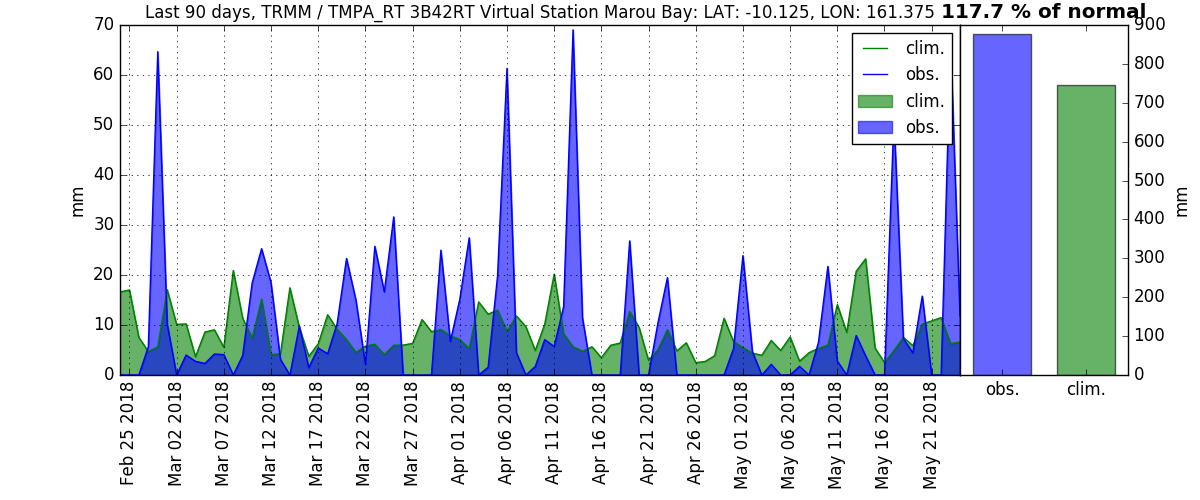 Last 90 days, TRMM / TMPA_RT 3B42RT Virtual Station Marou Bay: LAT: -10.125, LON: 161.375 117.7 % of normal
70
60
50
40
30
20
10
0
mm
clim.
obs.
clim.
obs.
900
800
700
600
500
400
300
200
100
0
mm
Feb 25 2018
Mar 02 2018
Mar 07 2018
Mar 12 2018
Mar 17 2018
Mar 22 2018
Mar 27 2018
Apr 01 2018
Apr 06 2018
Apr 11 2018
Apr 16 2018
Apr 21 2018
Apr 26 2018
May 01 2018
May 06 2018
May 11 2018
May 16 2018
May 21 2018
obs. clim.